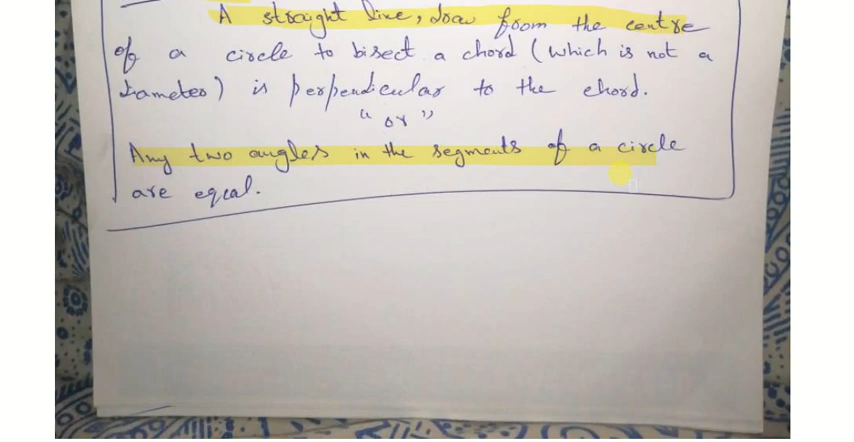 A straight line, draw from the centre
of a circle to bisect a chord (which is not a
diameter) is perpendicular to the chord.
"or"
Any two angles in the segments of a circle
are equal.